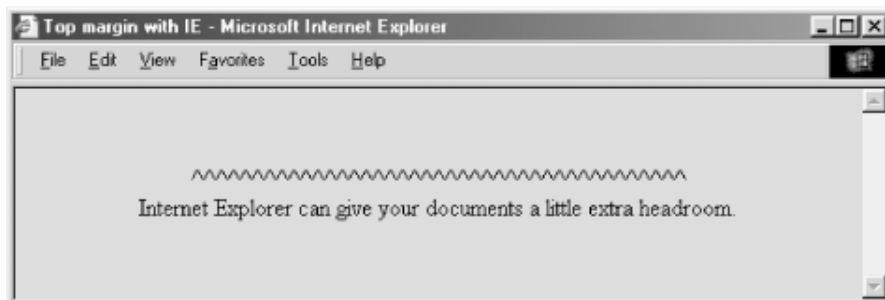 Top margin with IE - Microsoft Internet Explorer
File Edit View Favorites Tools Help
^^^^^^^^^^^^^^^^^^^^^^^^^^^^^^^^^^^^^^^^^^
Internet Explorer can give your documents a little extra headroom.